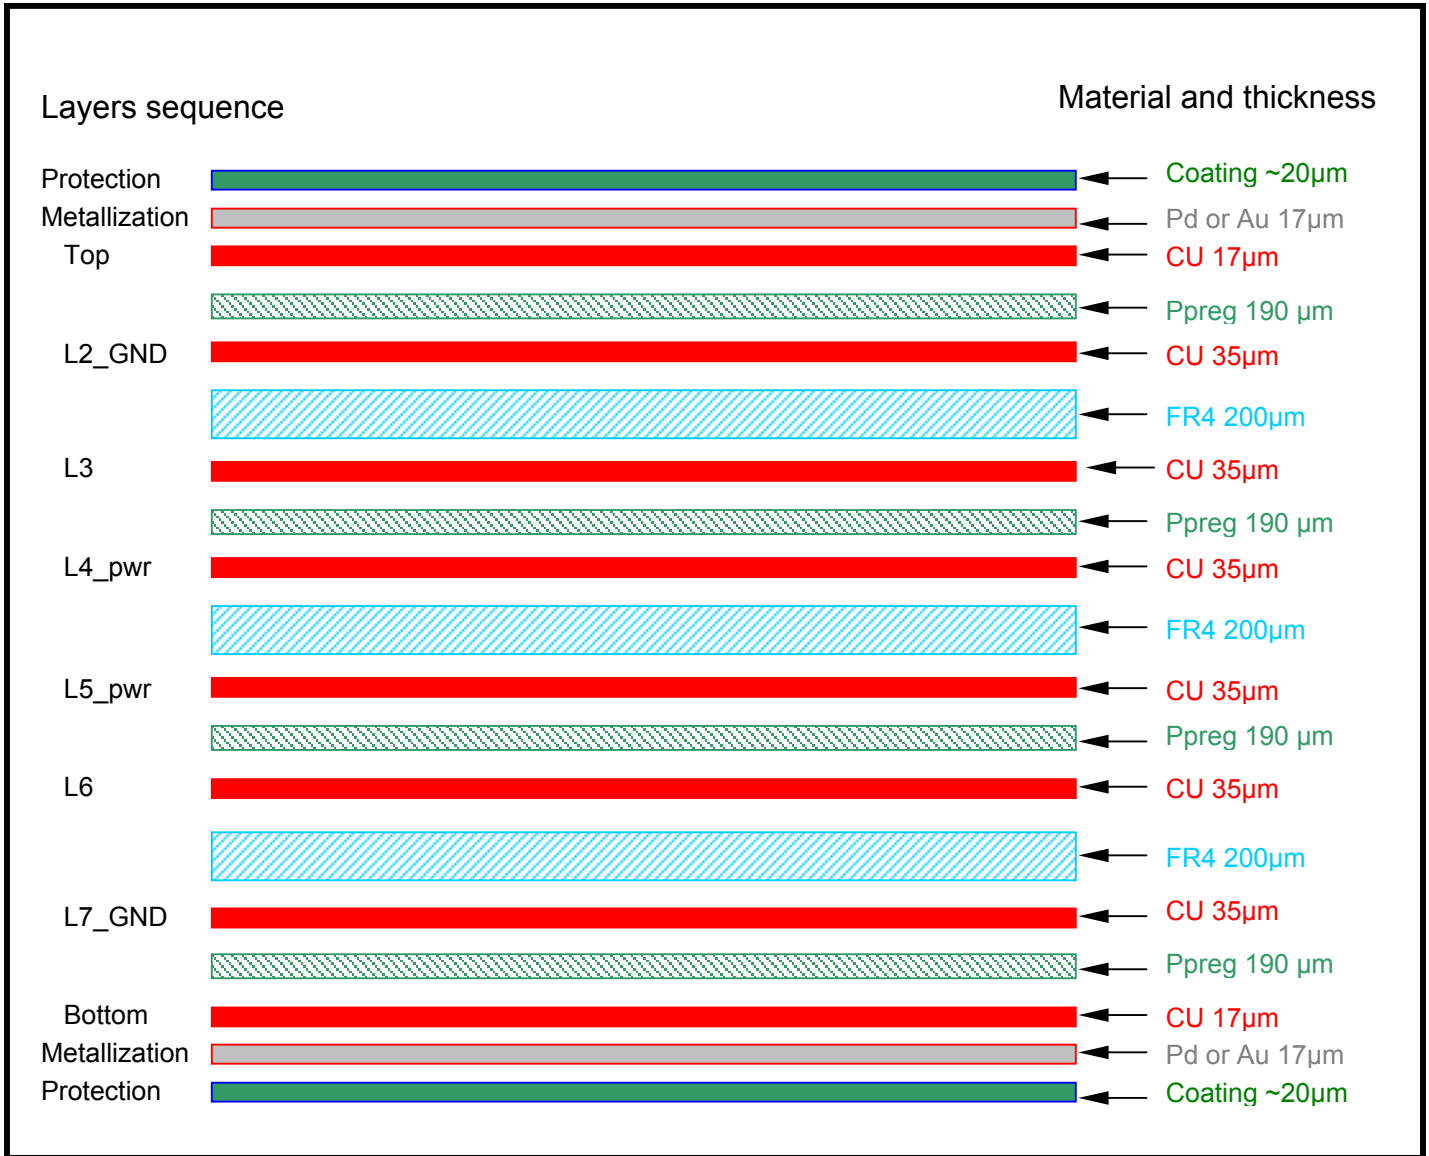 Layers sequence
Material and thickness
Protection
Coating ~20µm
Metallization
Pd or Au 17µm
Top
CU 17µm
Ppreg 190 µm
L2_GND
CU 35µm
FR4 200µm
L3
CU 35µm
Ppreg 190 µm
L4_pwr
CU 35µm
FR4 200µm
L5_pwr
CU 35µm
Ppreg 190 µm
L6
CU 35µm
FR4 200µm
L7_GND
CU 35µm
Ppreg 190 µm
Bottom
CU 17µm
Metallization
Pd or Au 17µm
Protection
Coating ~20µm